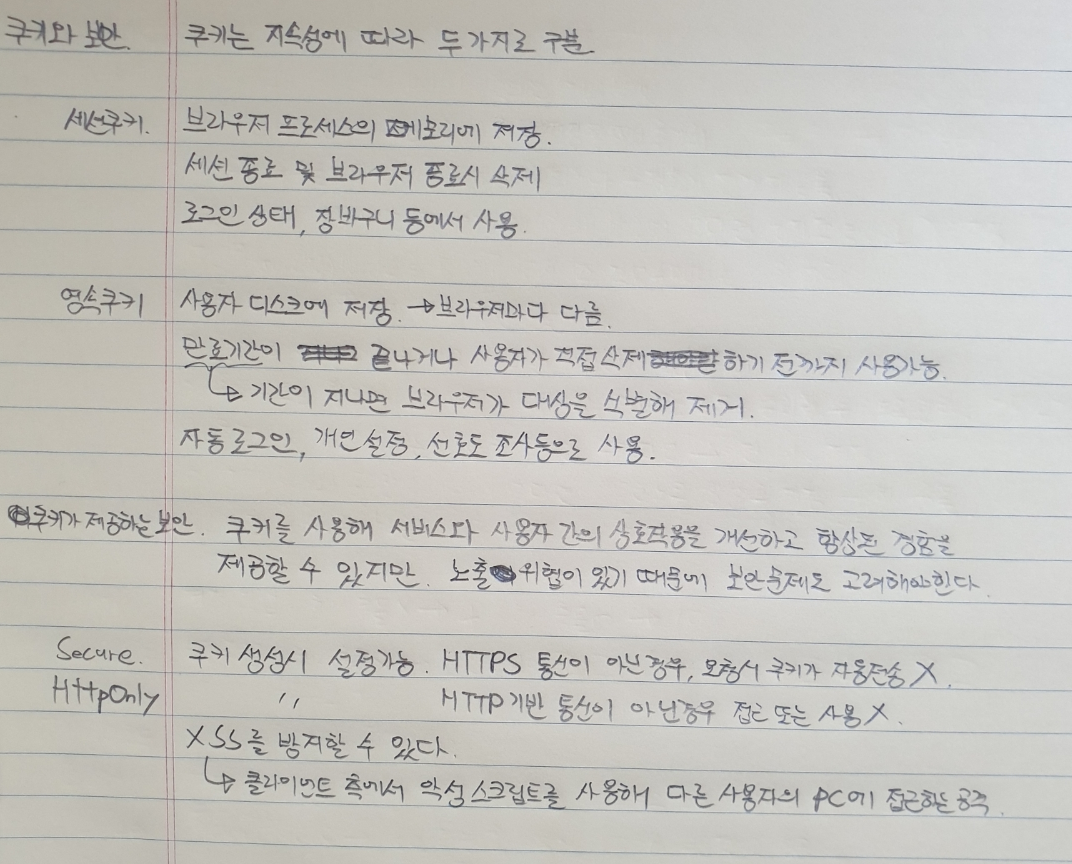 쿠키와 보안. 쿠키는 지속성에 따라 두가지로 구분.
세션쿠키. 브라우저 프로세스의 메모리에 저장.
세션 종료 및 브라우저 종료시 삭제
로그인 상태, 장바구니 등에서 사용.
영속쿠키 사용자 디스크에 저장. → 브라우저마다 다름.
만료기간이 끝나거나 사용자가 직접 삭제하기 전까지 사용가능.
↳ 기간이 지나면 브라우저가 대상을 식별해 제거.
자동로그인, 개인설정, 선호도 조사등으로 사용.
쿠키가 제공하는 보안. 쿠키를 사용해 서비스와 사용자 간의 상호작용을 개선하고 향상된 경험을
제공할 수 있지만. 노출 위협이 있기 때문에 보안문제도 고려해야한다.
Secure. 쿠키 생성시 설정가능. HTTPS 통신이 아닌경우, 요청시 쿠키가 자동전송 X.
HttpOnly 〃 HTTP기반 통신이 아닌경우 접근 또는 사용 X.
XSS를 방지할 수 있다.
↳ 클라이언트 측에서 악성스크립트를 사용해 다른 사용자의 PC에 접근하는 공격.